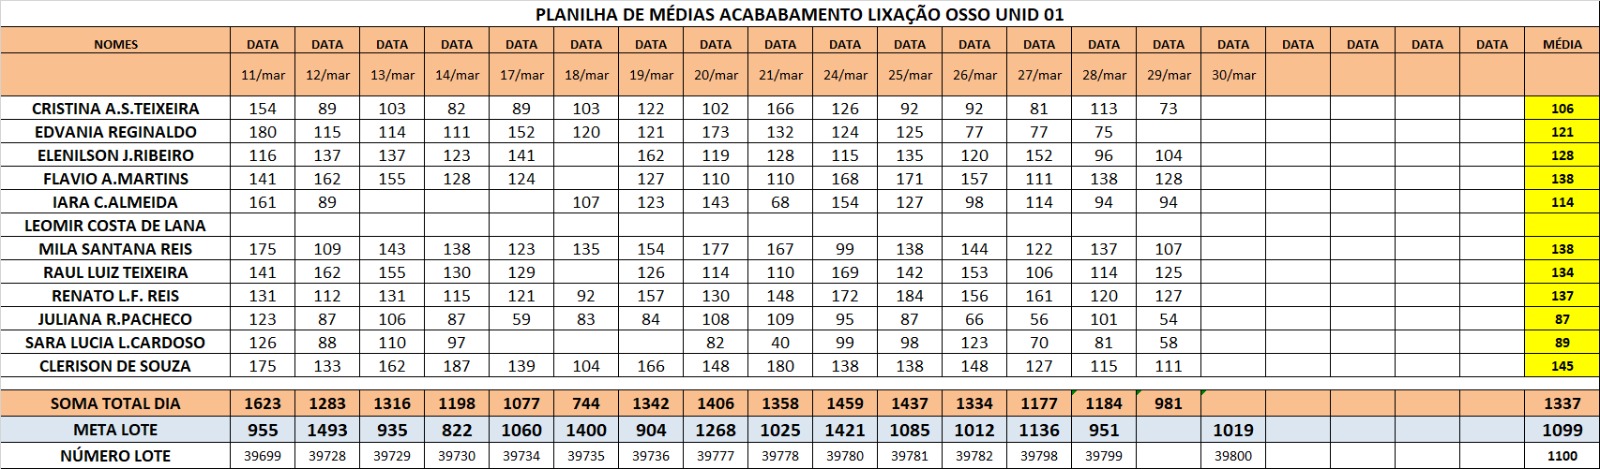 PLANILHA DE MÉDIAS ACABABAMENTO LIXAÇÃO OSSO UNID 01
NOMES DATA DATA DATA DATA DATA DATA DATA DATA DATA DATA DATA DATA DATA DATA DATA DATA DATA DATA DATA DATA MÉDIA
11/mar 12/mar 13/mar 14/mar 17/mar 18/mar 19/mar 20/mar 21/mar 24/mar 25/mar 26/mar 27/mar 28/mar 29/mar 30/mar
CRISTINA A.S.TEIXEIRA 154 89 103 82 89 103 122 102 166 126 92 92 81 113 73 106
EDVANIA REGINALDO 180 115 114 111 152 120 121 173 132 124 125 77 77 75 121
ELENILSON J.RIBEIRO 116 137 137 123 141 162 119 128 115 135 120 152 96 104 128
FLAVIO A.MARTINS 141 162 155 128 124 127 110 110 168 171 157 111 138 128 138
IARA C.ALMEIDA 161 89 107 123 143 68 154 127 98 114 94 94 114
LEOMIR COSTA DE LANA
MILA SANTANA REIS 175 109 143 138 123 135 154 177 167 99 138 144 122 137 107 138
RAUL LUIZ TEIXEIRA 141 162 155 130 129 126 114 110 169 142 153 106 114 125 134
RENATO L.F. REIS 131 112 131 115 121 92 157 130 148 172 184 156 161 120 127 137
JULIANA R.PACHECO 123 87 106 87 59 83 84 108 109 95 87 66 56 101 54 87
SARA LUCIA L.CARDOSO 126 88 110 97 82 40 99 98 123 70 81 58 89
CLERISON DE SOUZA 175 133 162 187 139 104 166 148 180 138 138 148 127 115 111 145
SOMA TOTAL DIA 1623 1283 1316 1198 1077 744 1342 1406 1358 1459 1437 1334 1177 1184 981 1337
META LOTE 955 1493 935 822 1060 1400 904 1268 1025 1421 1085 1012 1136 951 1019 1099
NÚMERO LOTE 39699 39728 39729 39730 39734 39735 39736 39777 39778 39780 39781 39782 39798 39799 39800 1100